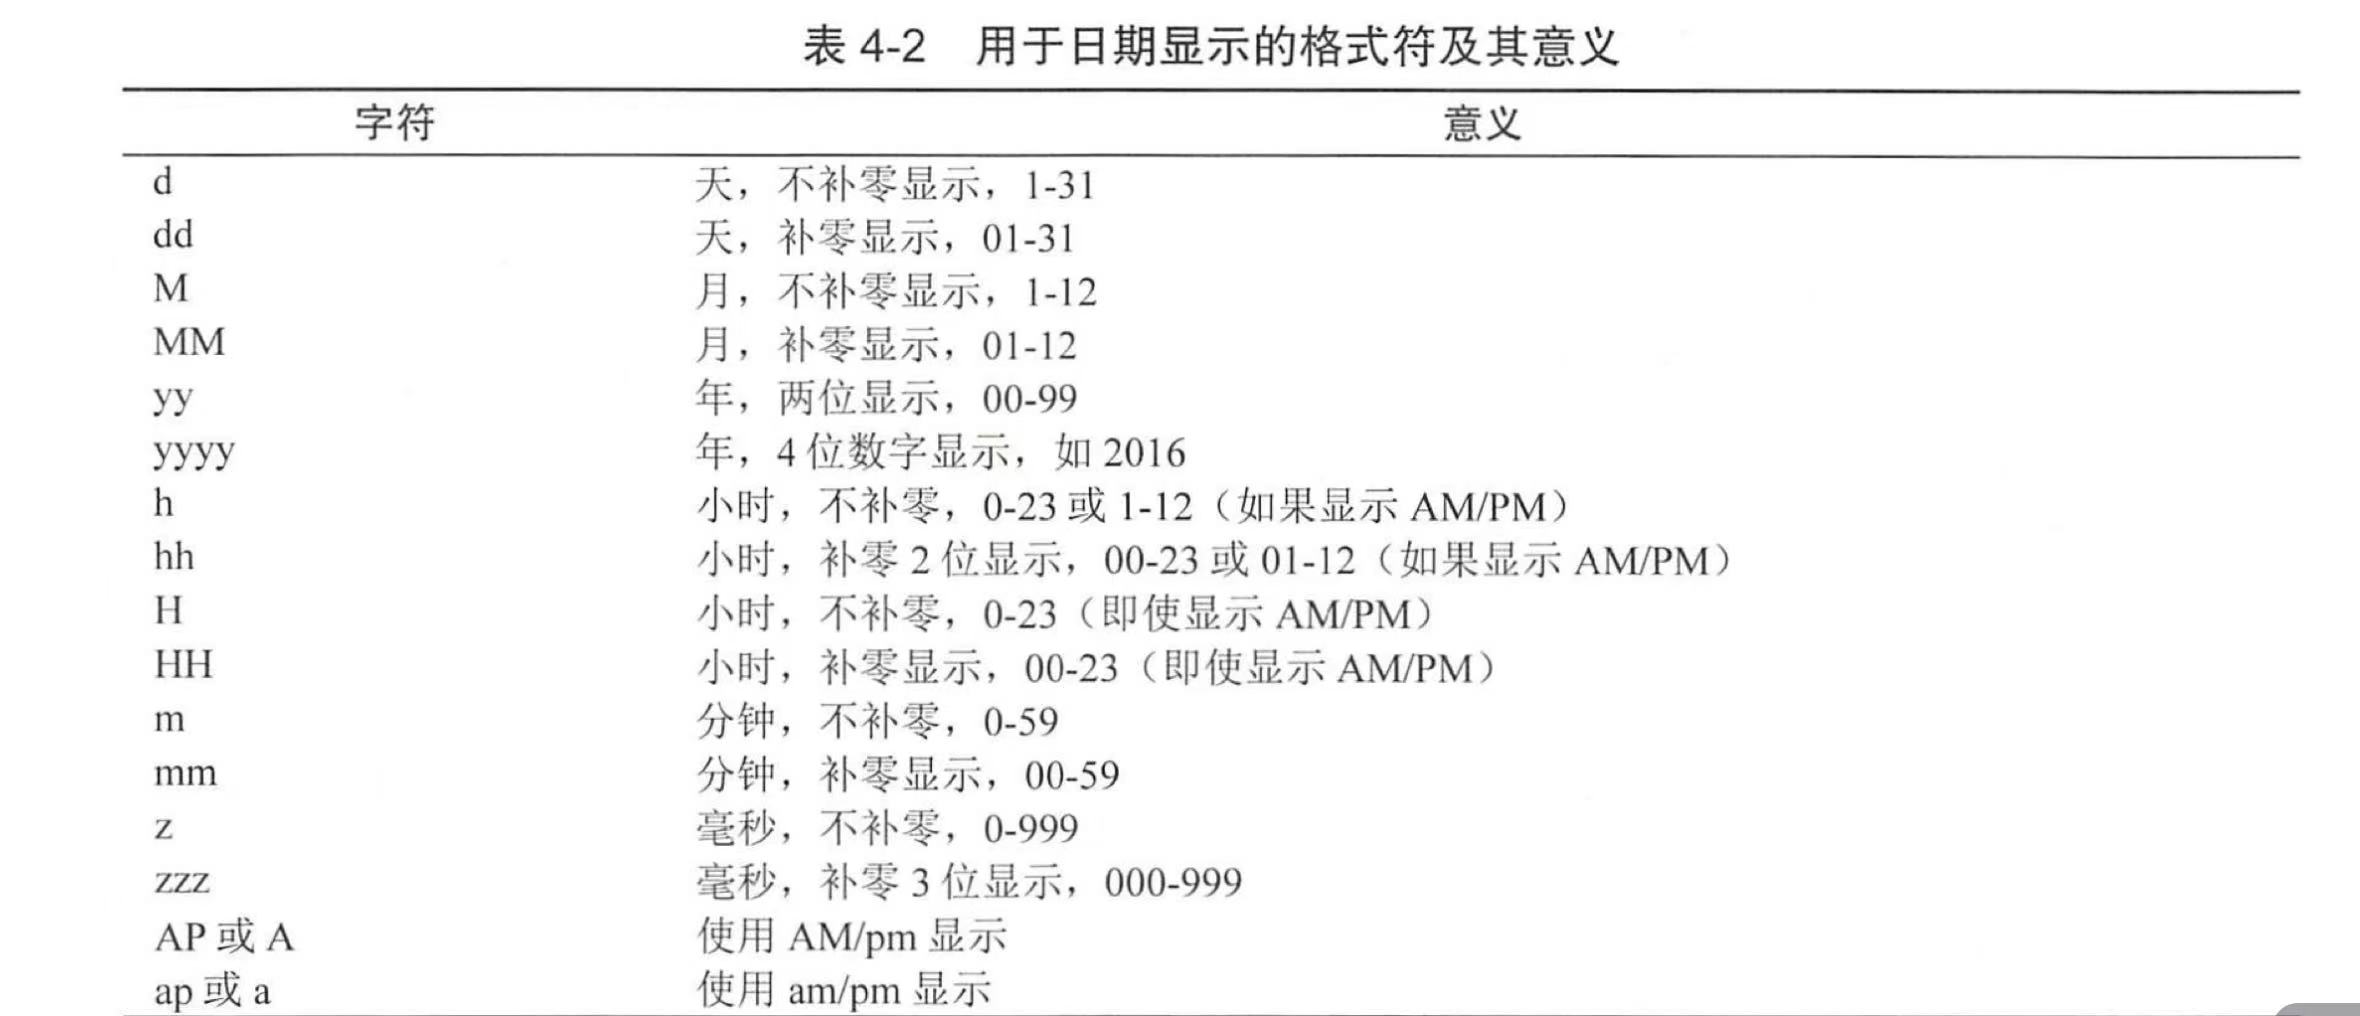 表 4-2 用于日期显示的格式符及其意义
字符 意义
d 天，不补零显示，1-31
dd 天，补零显示，01-31
M 月，不补零显示，1-12
MM 月，补零显示，01-12
yy 年，两位显示，00-99
yyyy 年，4 位数字显示，如 2016
h 小时，不补零，0-23 或 1-12（如果显示 AM/PM）
hh 小时，补零 2 位显示，00-23 或 01-12（如果显示 AM/PM）
H 小时，不补零，0-23（即使显示 AM/PM）
HH 小时，补零显示，00-23（即使显示 AM/PM）
m 分钟，不补零，0-59
mm 分钟，补零显示，00-59
z 毫秒，不补零，0-999
zzz 毫秒，补零 3 位显示，000-999
AP 或 A 使用 AM/pm 显示
ap 或 a 使用 am/pm 显示